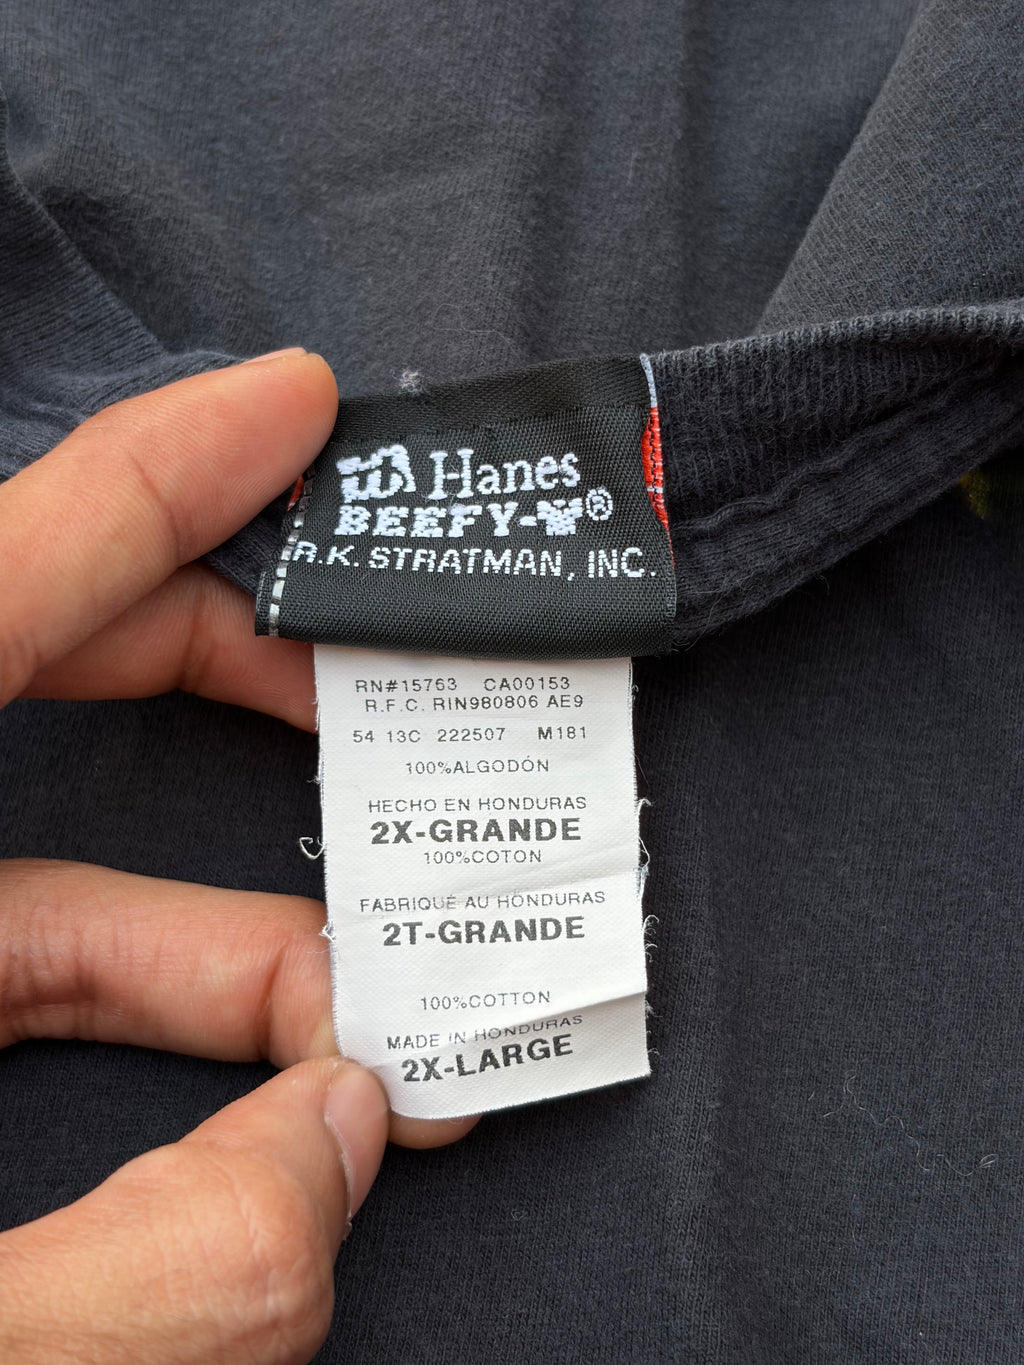 Hanes
BEEFY-T®
R.K. STRATMAN, INC.
RN#15763 CA00153
R.F.C. RIN980806 AE9
54 13C 222507 M181
100%ALGODÓN
HECHO EN HONDURAS
2X-GRANDE
100%COTON
FABRIQUÉ AU HONDURAS
2T-GRANDE
100%COTTON
MADE IN HONDURAS
2X-LARGE